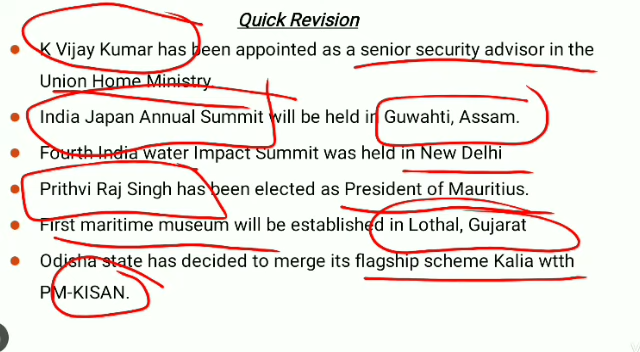 Quick Revision
K Vijay Kumar has been appointed as a senior security advisor in the
Union Home Ministry
India Japan Annual Summit will be held in Guwahti, Assam.
Fourth India water Impact Summit was held in New Delhi
Prithvi Raj Singh has been elected as President of Mauritius.
First maritime museum will be established in Lothal, Gujarat
Odisha state has decided to merge its flagship scheme Kalia wtth
PM-KISAN.